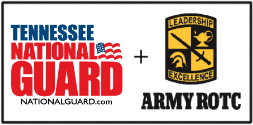 TENNESSEE
NATIONAL
GUARD
NATIONALGUARD.com
+
LEADERSHIP
EXCELLENCE
ARMY ROTC